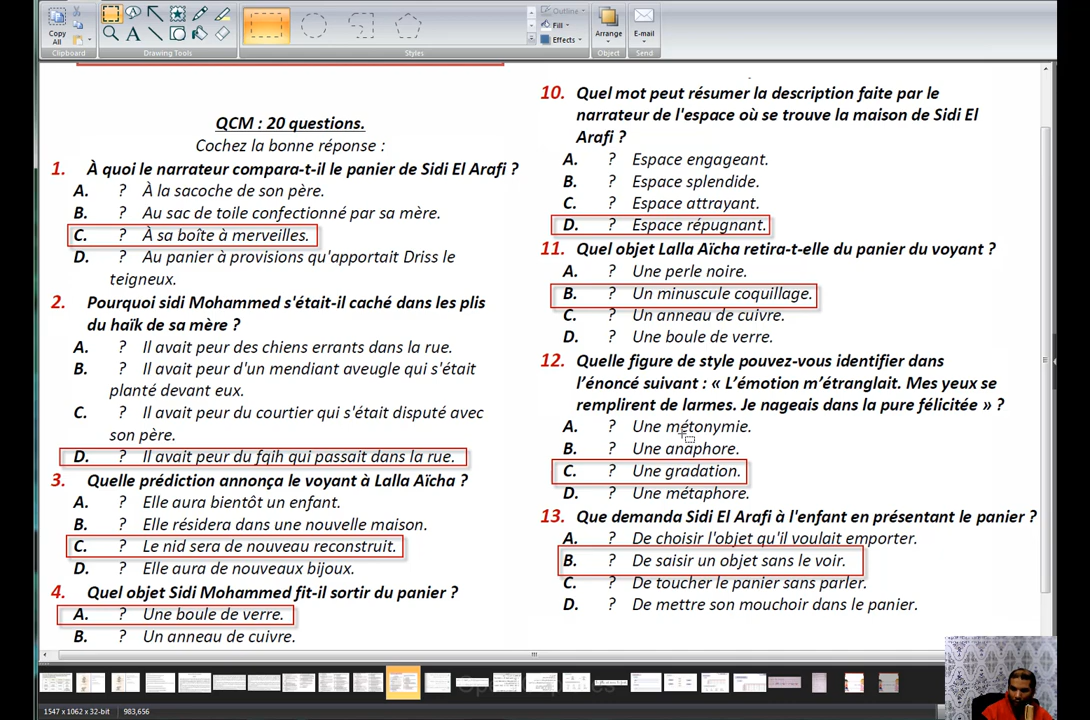 Copy
All
Clipboard
Drawing Tools
Styles
Outline
Fill
Effects
Arrange
Object
E-mail
Send
QCM : 20 questions.
Cochez la bonne réponse :
1. À quoi le narrateur compara-t-il le panier de Sidi El Arafi ?
A. ? À la sacoche de son père.
B. ? Au sac de toile confectionné par sa mère.
C. ? À sa boîte à merveilles.
D. ? Au panier à provisions qu'apportait Driss le
teigneux.
2. Pourquoi sidi Mohammed s'était-il caché dans les plis
du haïk de sa mère ?
A. ? Il avait peur des chiens errants dans la rue.
B. ? Il avait peur d'un mendiant aveugle qui s'était
planté devant eux.
C. ? Il avait peur du courtier qui s'était disputé avec
son père.
D. ? Il avait peur du fqih qui passait dans la rue.
3. Quelle prédiction annonça le voyant à Lalla Aïcha ?
A. ? Elle aura bientôt un enfant.
B. ? Elle résidera dans une nouvelle maison.
C. ? Le nid sera de nouveau reconstruit.
D. ? Elle aura de nouveaux bijoux.
4. Quel objet Sidi Mohammed fit-il sortir du panier ?
A. ? Une boule de verre.
B. ? Un anneau de cuivre.
10. Quel mot peut résumer la description faite par le
narrateur de l'espace où se trouve la maison de Sidi El
Arafi ?
A. ? Espace engageant.
B. ? Espace splendide.
C. ? Espace attrayant.
D. ? Espace répugnant.
11. Quel objet Lalla Aïcha retira-t-elle du panier du voyant ?
A. ? Une perle noire.
B. ? Un minuscule coquillage.
C. ? Un anneau de cuivre.
D. ? Une boule de verre.
12. Quelle figure de style pouvez-vous identifier dans
l’énoncé suivant : « L’émotion m’étranglait. Mes yeux se
remplirent de larmes. Je nageais dans la pure félicitée » ?
A. ? Une métonymie.
B. ? Une anaphore.
C. ? Une gradation.
D. ? Une métaphore.
13. Que demanda Sidi El Arafi à l'enfant en présentant le panier ?
A. ? De choisir l'objet qu'il voulait emporter.
B. ? De saisir un objet sans le voir.
C. ? De toucher le panier sans parler.
D. ? De mettre son mouchoir dans le panier.
1547 x 1062 x 32-bit
983,656